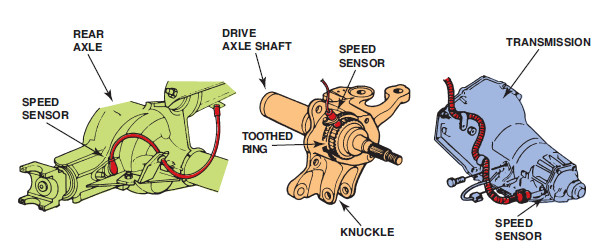 REAR
AXLE
SPEED
SENSOR
DRIVE
AXLE SHAFT
SPEED
SENSOR
TOOTHED
RING
KNUCKLE
TRANSMISSION
SPEED
SENSOR